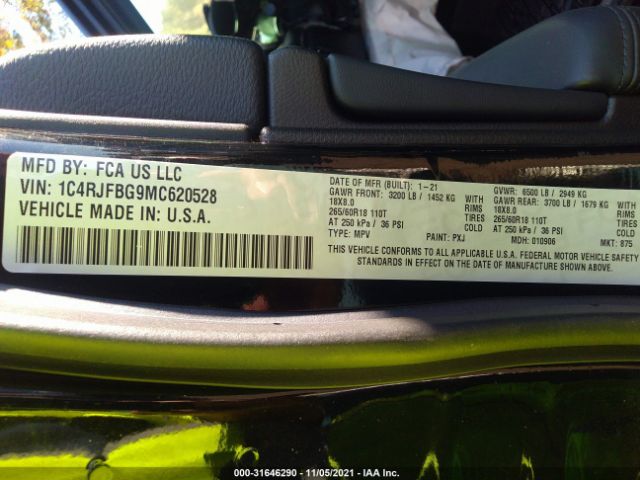 MFD BY: FCA US LLC
VIN: 1C4RJFBG9MC620528
VEHICLE MADE IN: U.S.A.
DATE OF MFR (BUILT): 1-21 GVWR: 6500 LB / 2949 KG
GAWR FRONT: 3200 LB / 1452 KG WITH GAWR REAR: 3700 LB / 1679 KG WITH
18X8.0 RIMS 18X8.0 RIMS
265/60R18 110T TIRES 265/60R18 110T TIRES
AT 250 kPa / 36 PSI COLD AT 250 kPa / 36 PSI COLD
TYPE: MPV PAINT: PXJ MDH: 010906 MKT: 875
THIS VEHICLE CONFORMS TO ALL APPLICABLE U.S.A. FEDERAL MOTOR VEHICLE SAFETY
STANDARDS IN EFFECT ON THE DATE OF MANUFACTURE SHOWN ABOVE.
000-31646290 - 11/05/2021 - IAA Inc.